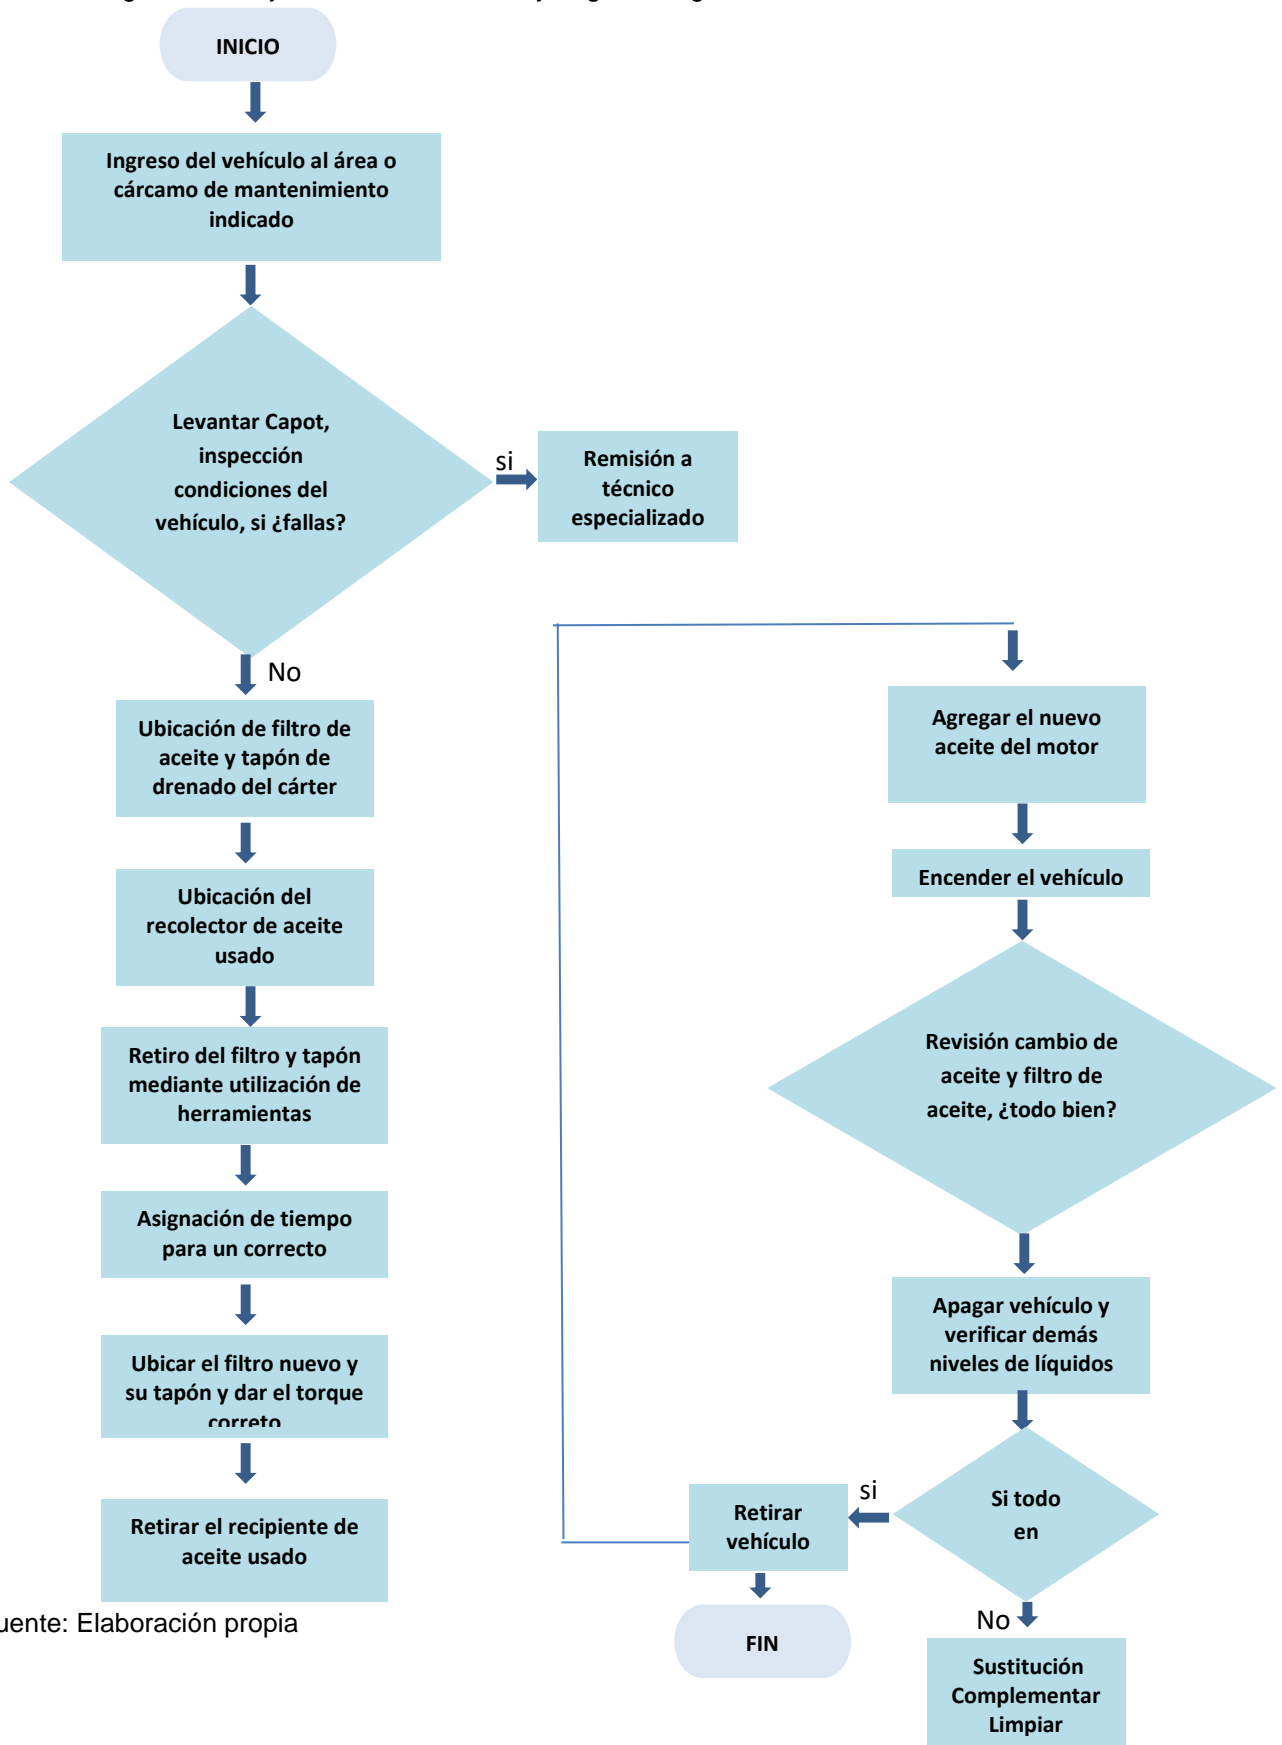 INICIO
Ingreso del vehículo al área o
cárcamo de mantenimiento
indicado
Levantar Capot,
inspección
condiciones del
vehículo, si ¿fallas?
si
Remisión a
técnico
especializado
No
Ubicación de filtro de
aceite y tapón de
drenado del cárter
Ubicación del
recolector de aceite
usado
Retiro del filtro y tapón
mediante utilización de
herramientas
Asignación de tiempo
para un correcto
Ubicar el filtro nuevo y
su tapón y dar el torque
correto
Retirar el recipiente de
aceite usado
Agregar el nuevo
aceite del motor
Encender el vehículo
Revisión cambio de
aceite y filtro de
aceite, ¿todo bien?
Apagar vehículo y
verificar demás
niveles de líquidos
Si todo
en
si
Retirar
vehículo
FIN
No
Sustitución
Complementar
Limpiar
uente: Elaboración propia